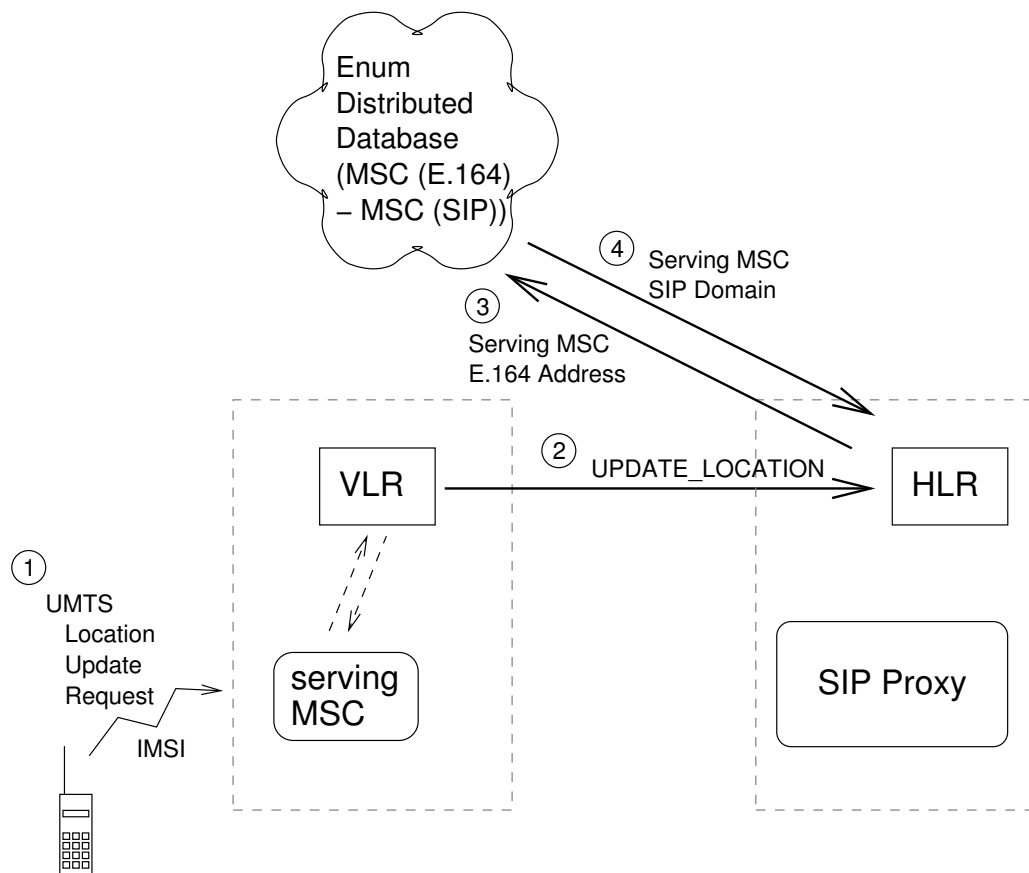 Enum
Distributed
Database
(MSC (E.164)
– MSC (SIP))
4
Serving MSC
SIP Domain
3
Serving MSC
E.164 Address
2
UPDATE_LOCATION
VLR
HLR
1
UMTS
Location
Update
Request
IMSI
serving
MSC
SIP Proxy